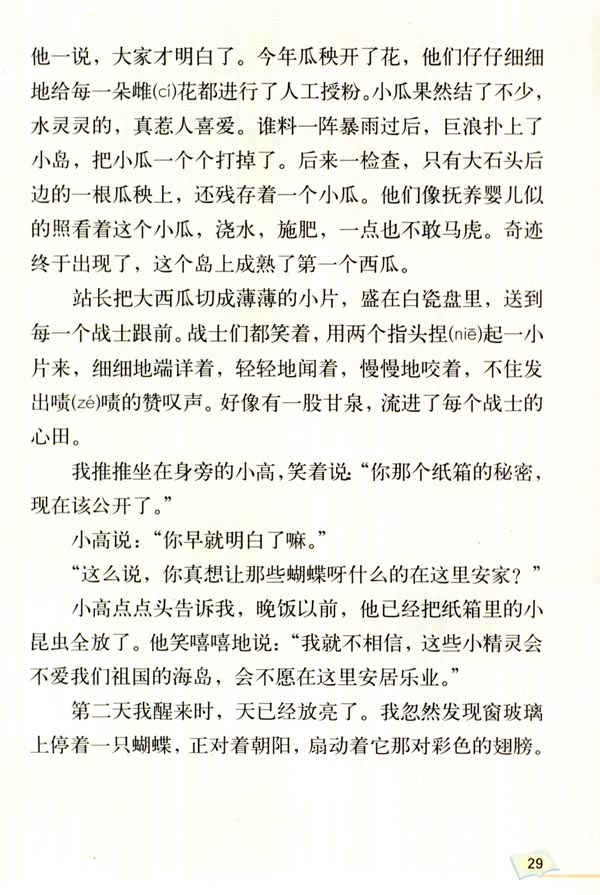 他一说，大家才明白了。今年瓜秧开了花，他们仔仔细细
地给每一朵雌(cí)花都进行了人工授粉。小瓜果然结了不少，
水灵灵的，真惹人喜爱。谁料一阵暴雨过后，巨浪扑上了
小岛，把小瓜一个个打掉了。后来一检查，只有大石头后
边的一根瓜秧上，还残存着一个小瓜。他们像抚养婴儿似
的照看着这个小瓜，浇水，施肥，一点也不敢马虎。奇迹
终于出现了，这个岛上成熟了第一个西瓜。
站长把大西瓜切成薄薄的小片，盛在白瓷盘里，送到
每一个战士跟前。战士们都笑着，用两个指头捏(niē)起一小
片来，细细地端详着，轻轻地闻着，慢慢地咬着，不住发
出啧(zé)啧的赞叹声。好像有一股甘泉，流进了每个战士的
心田。
我推推坐在身旁的小高，笑着说：“你那个纸箱的秘密，
现在该公开了。”
小高说：“你早就明白了嘛。”
“这么说，你真想让那些蝴蝶呀什么的在这里安家？”
小高点点头告诉我，晚饭以前，他已经把纸箱里的小
昆虫全放了。他笑嘻嘻地说：“我就不相信，这些小精灵会
不爱我们祖国的海岛，会不愿在这里安居乐业。”
第二天我醒来时，天已经放亮了。我忽然发现窗玻璃
上停着一只蝴蝶，正对着朝阳，扇动着它那对彩色的翅膀。
29